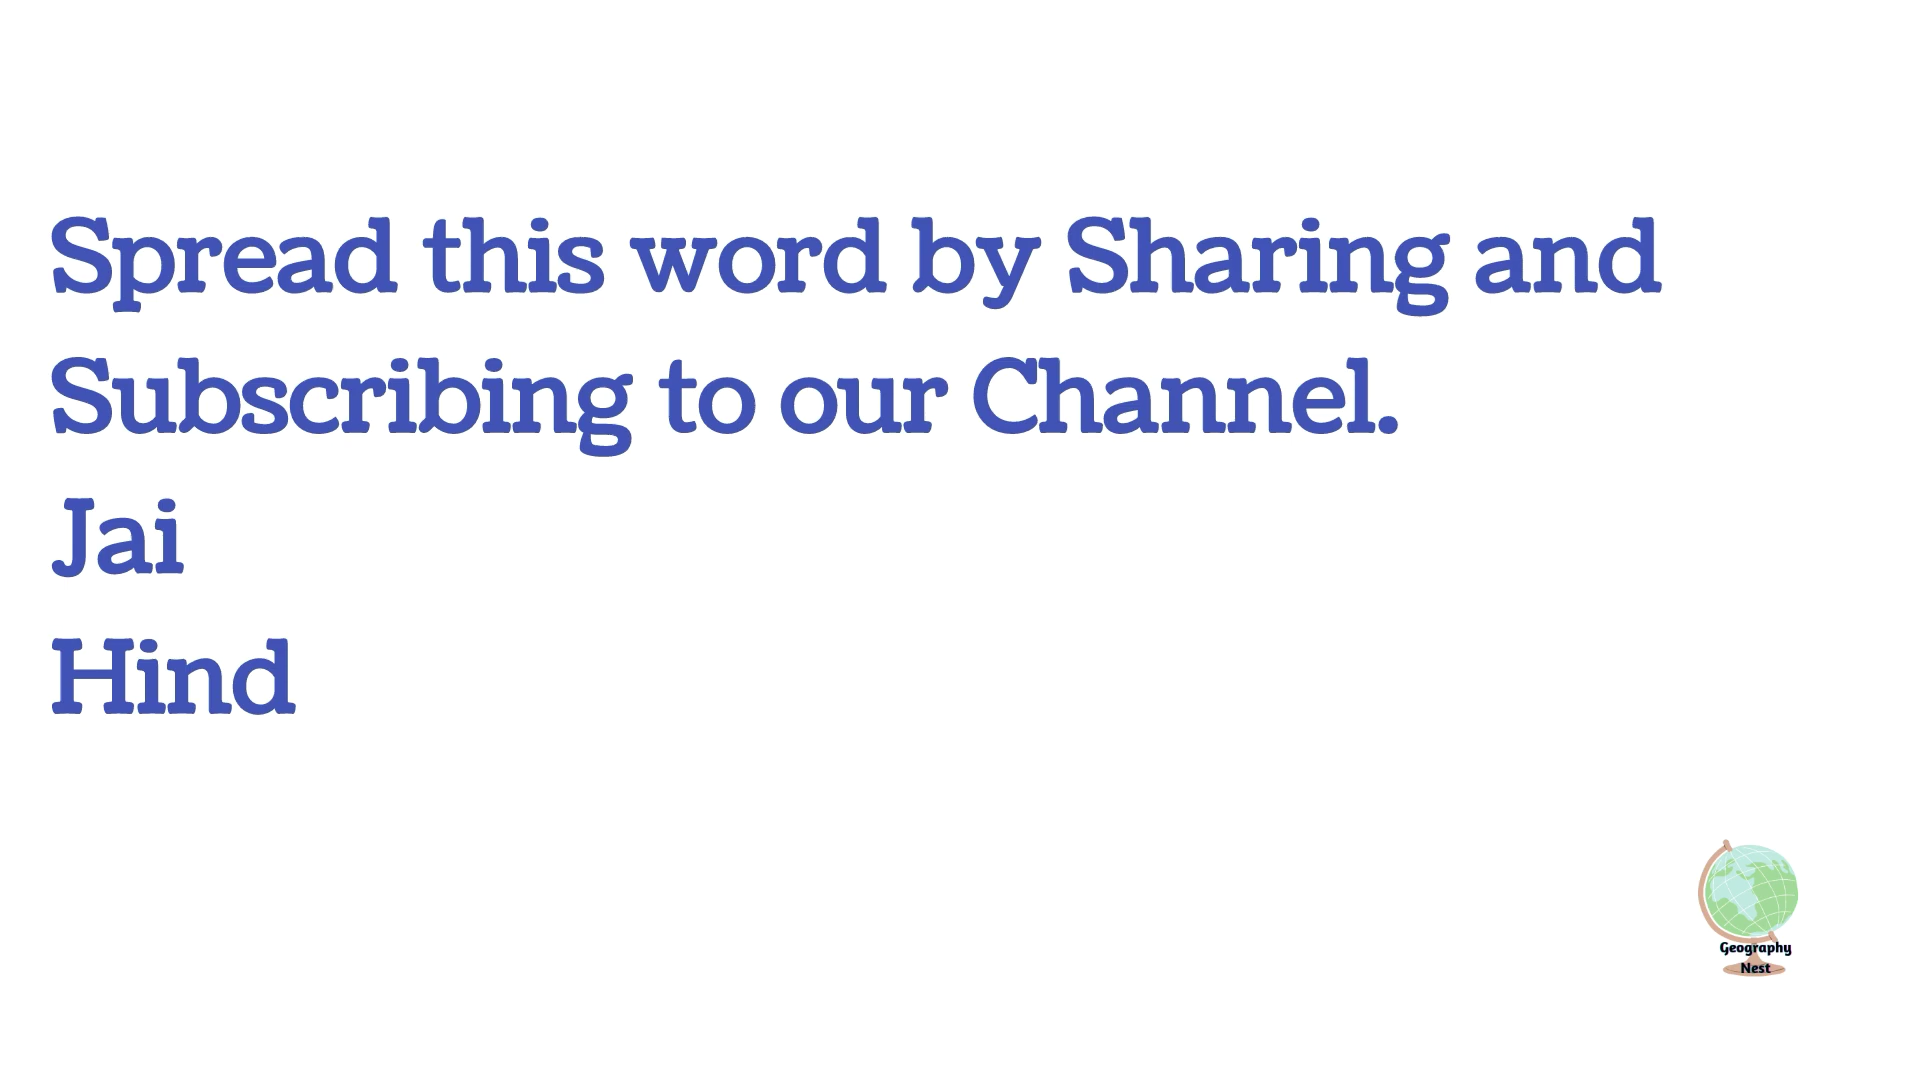 Spread this word by Sharing and
Subscribing to our Channel.
Jai
Hind
Geography
Nest